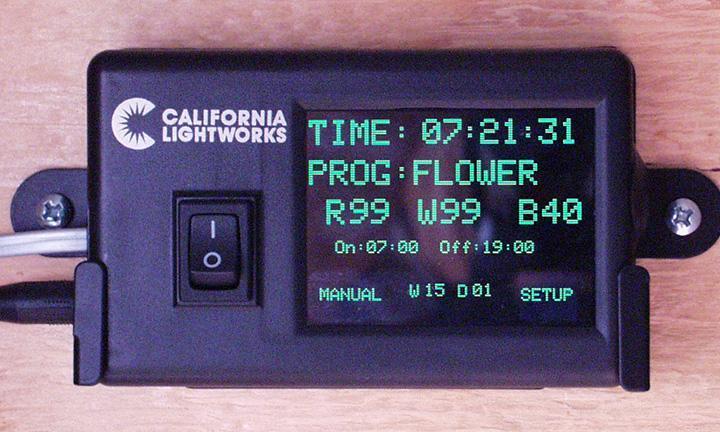 CALIFORNIA
LIGHTWORKS
TIME: 07:21:31
PROG:FLOWER
R99 W99 B40
On:07:00 Off:19:00
MANUAL W15 D01 SETUP